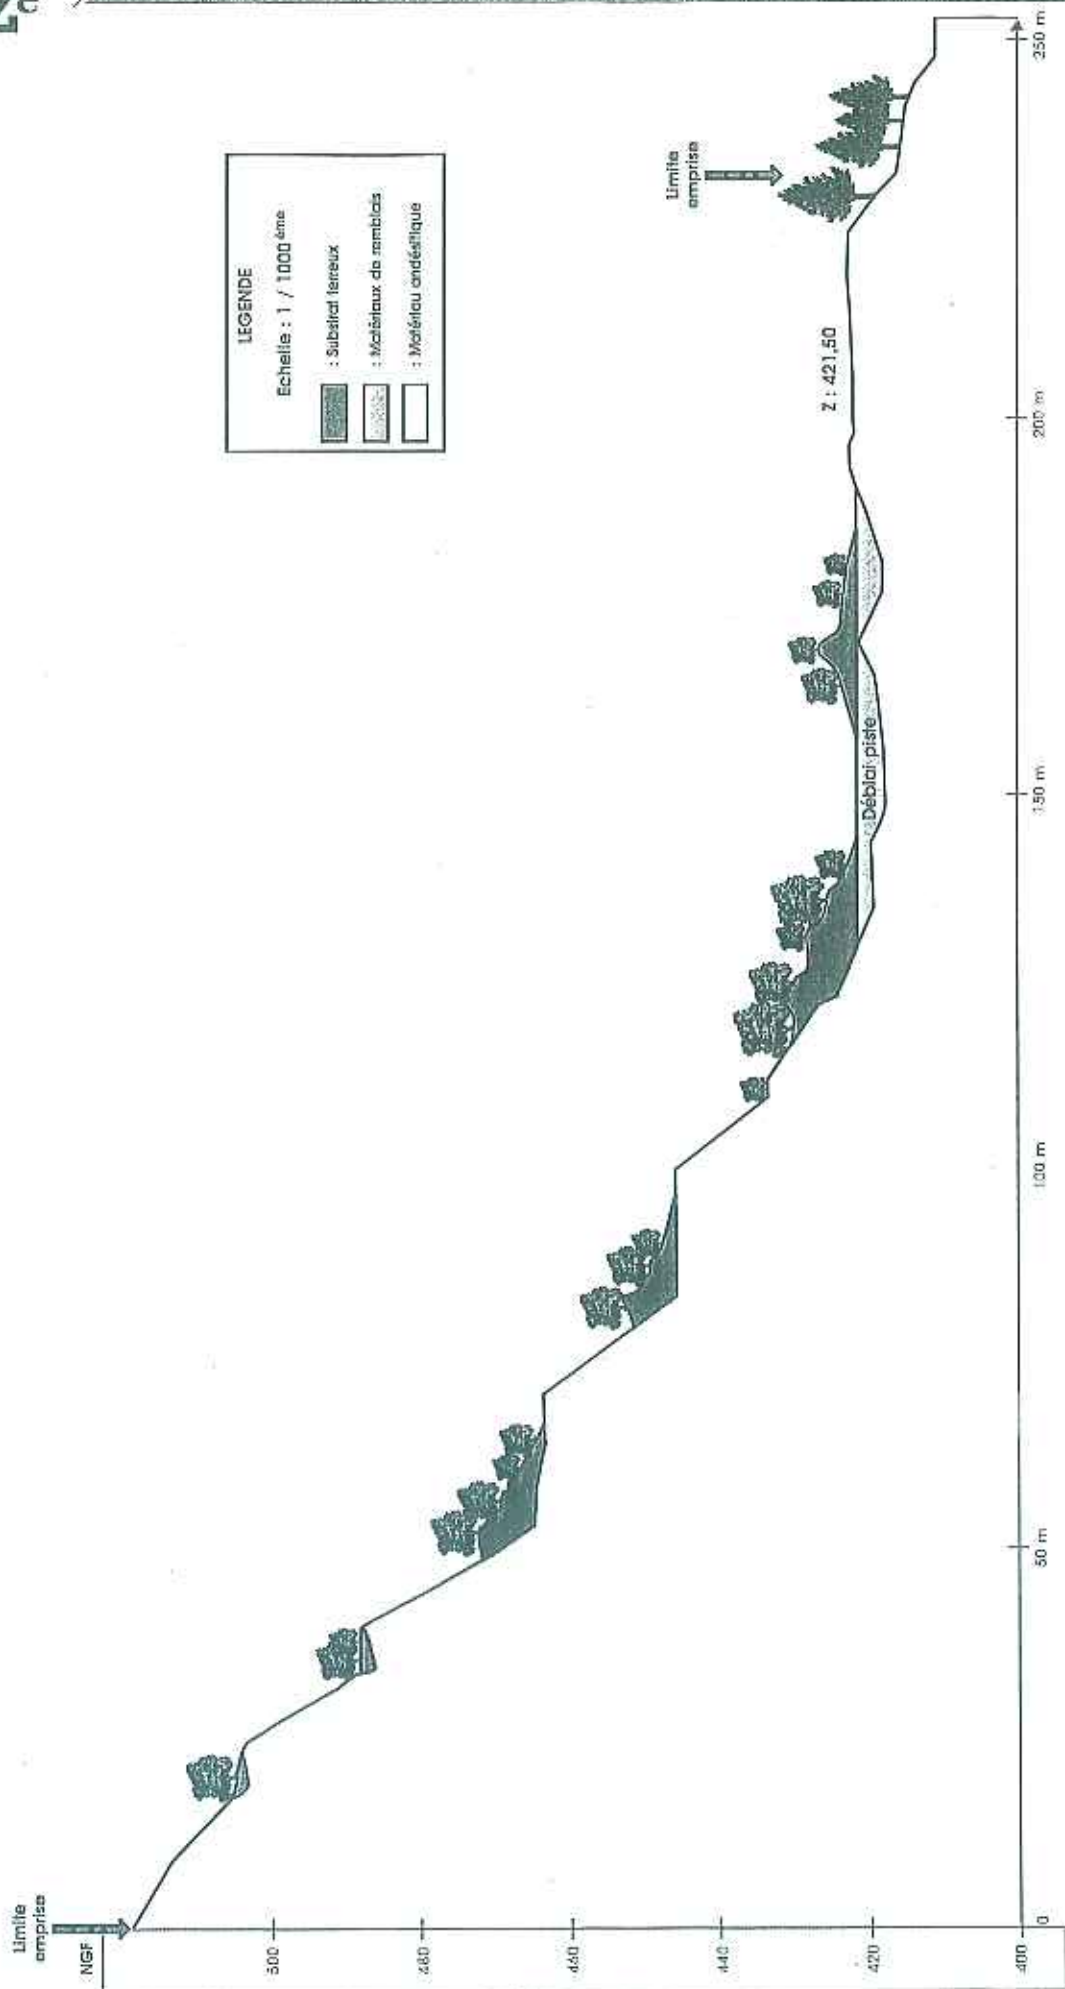 Limite
emprise
NGF
500
480
460
440
420
400
LEGENDE
Echelle : 1 / 1000 ème
: Substrat terreux
: Matériaux de remblais
: Matériau andésitique
Limite
emprise
Z : 421,50
Déblai piste
0
50 m
100 m
150 m
200 m
250 m